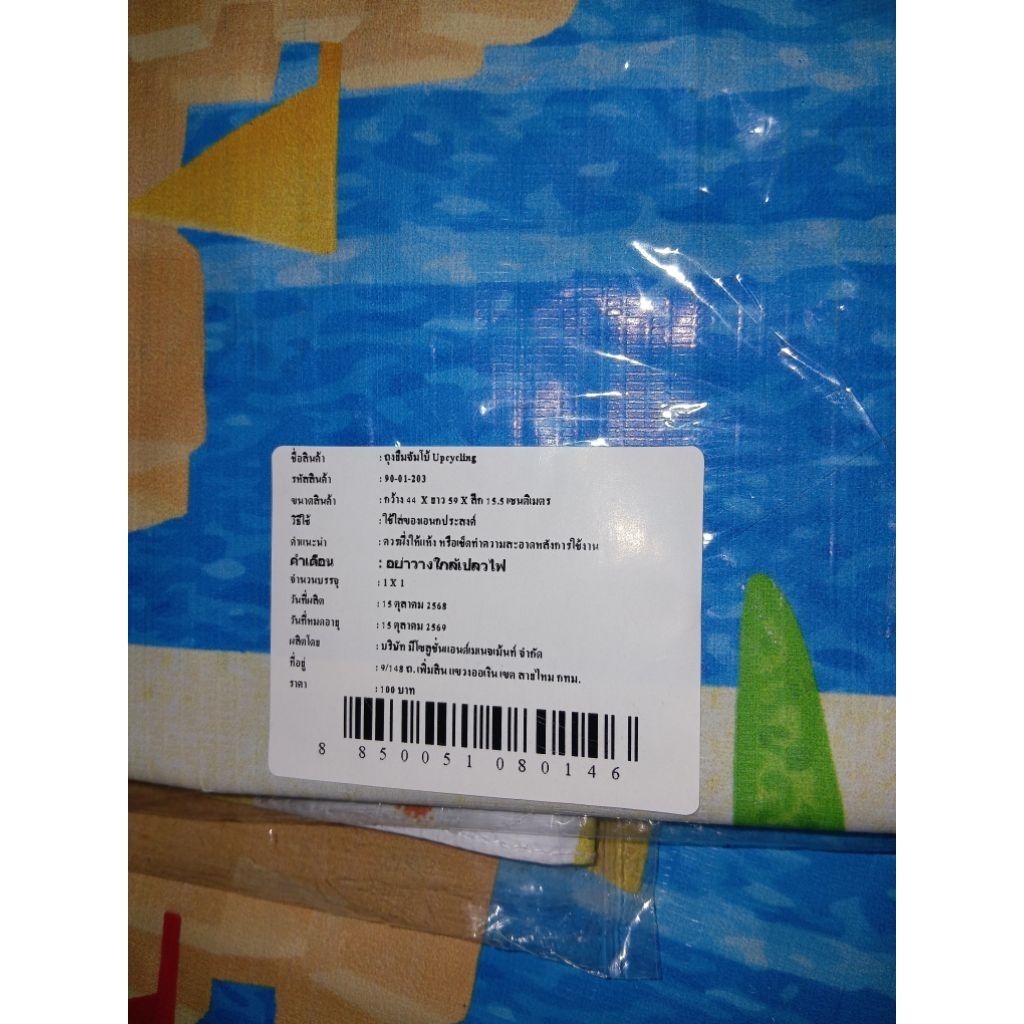 ชื่อสินค้า : ถุงยิ้มจัมโบ้ Upcycling
รหัสสินค้า : 90-01-203
ขนาดสินค้า : กว้าง 44 X ยาว 59 X ลึก 15.5 เซนติเมตร
วิธีใช้ : ใช้ใส่ของเอนกประสงค์
คำแนะนำ : ควรผึ่งให้แห้ง หรือเช็ดทำความสะอาดหลังการใช้งาน
คำเตือน : อย่าวางใกล้เปลวไฟ
จำนวนบรรจุ : 1 X 1
วันที่ผลิต : 15 ตุลาคม 2568
วันที่หมดอายุ : 15 ตุลาคม 2569
ผลิตโดย : บริษัท มีโซลูชั่นแอนด์เมเนจเม้นท์ จำกัด
ที่อยู่ : 9/148 ถ. เพิ่มสิน แขวงออเงิน เขต สายไหม กทม.
ราคา : 100 บาท
8 850051 080146